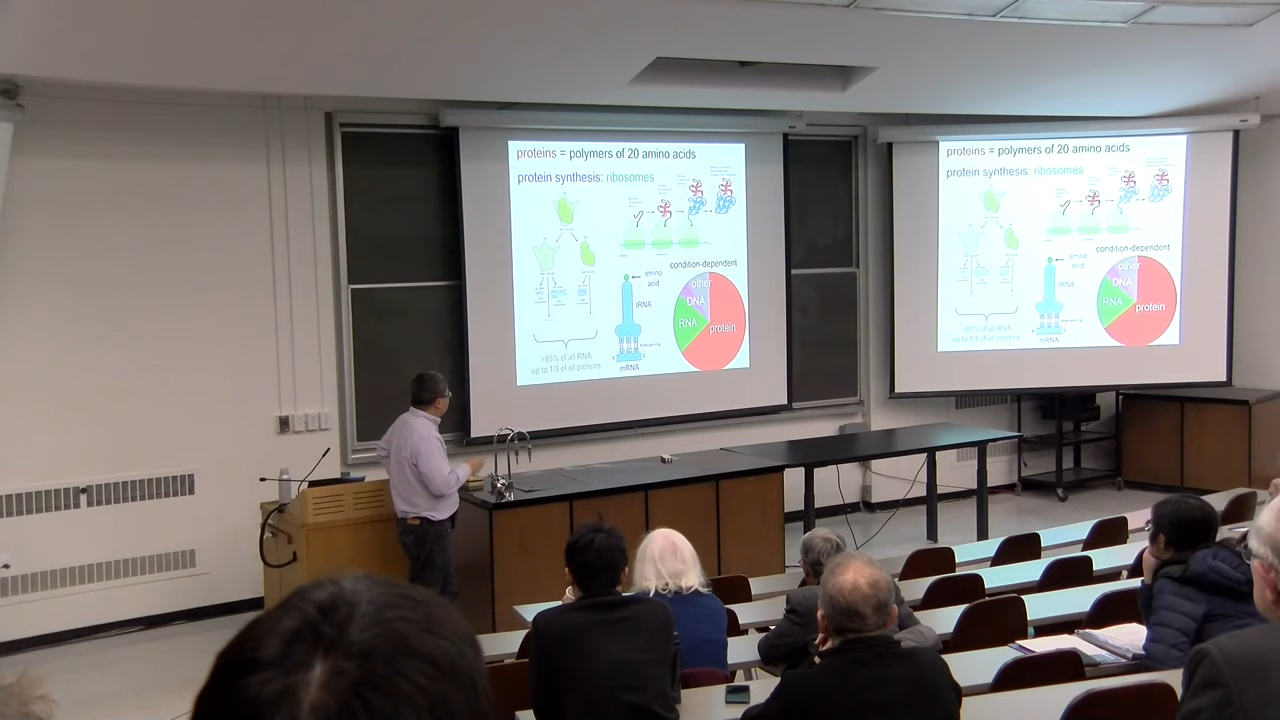 proteins = polymers of 20 amino acids
protein synthesis: ribosomes
condition-dependent
amino
acid
tRNA
other
DNA
RNA
protein
mRNA
>85% of all RNA
up to 1/3 of all proteins
proteins = polymers of 20 amino acids
protein synthesis: ribosomes
condition-dependent
amino
acid
tRNA
other
DNA
RNA
protein
mRNA
>85% of all RNA
up to 1/3 of all proteins